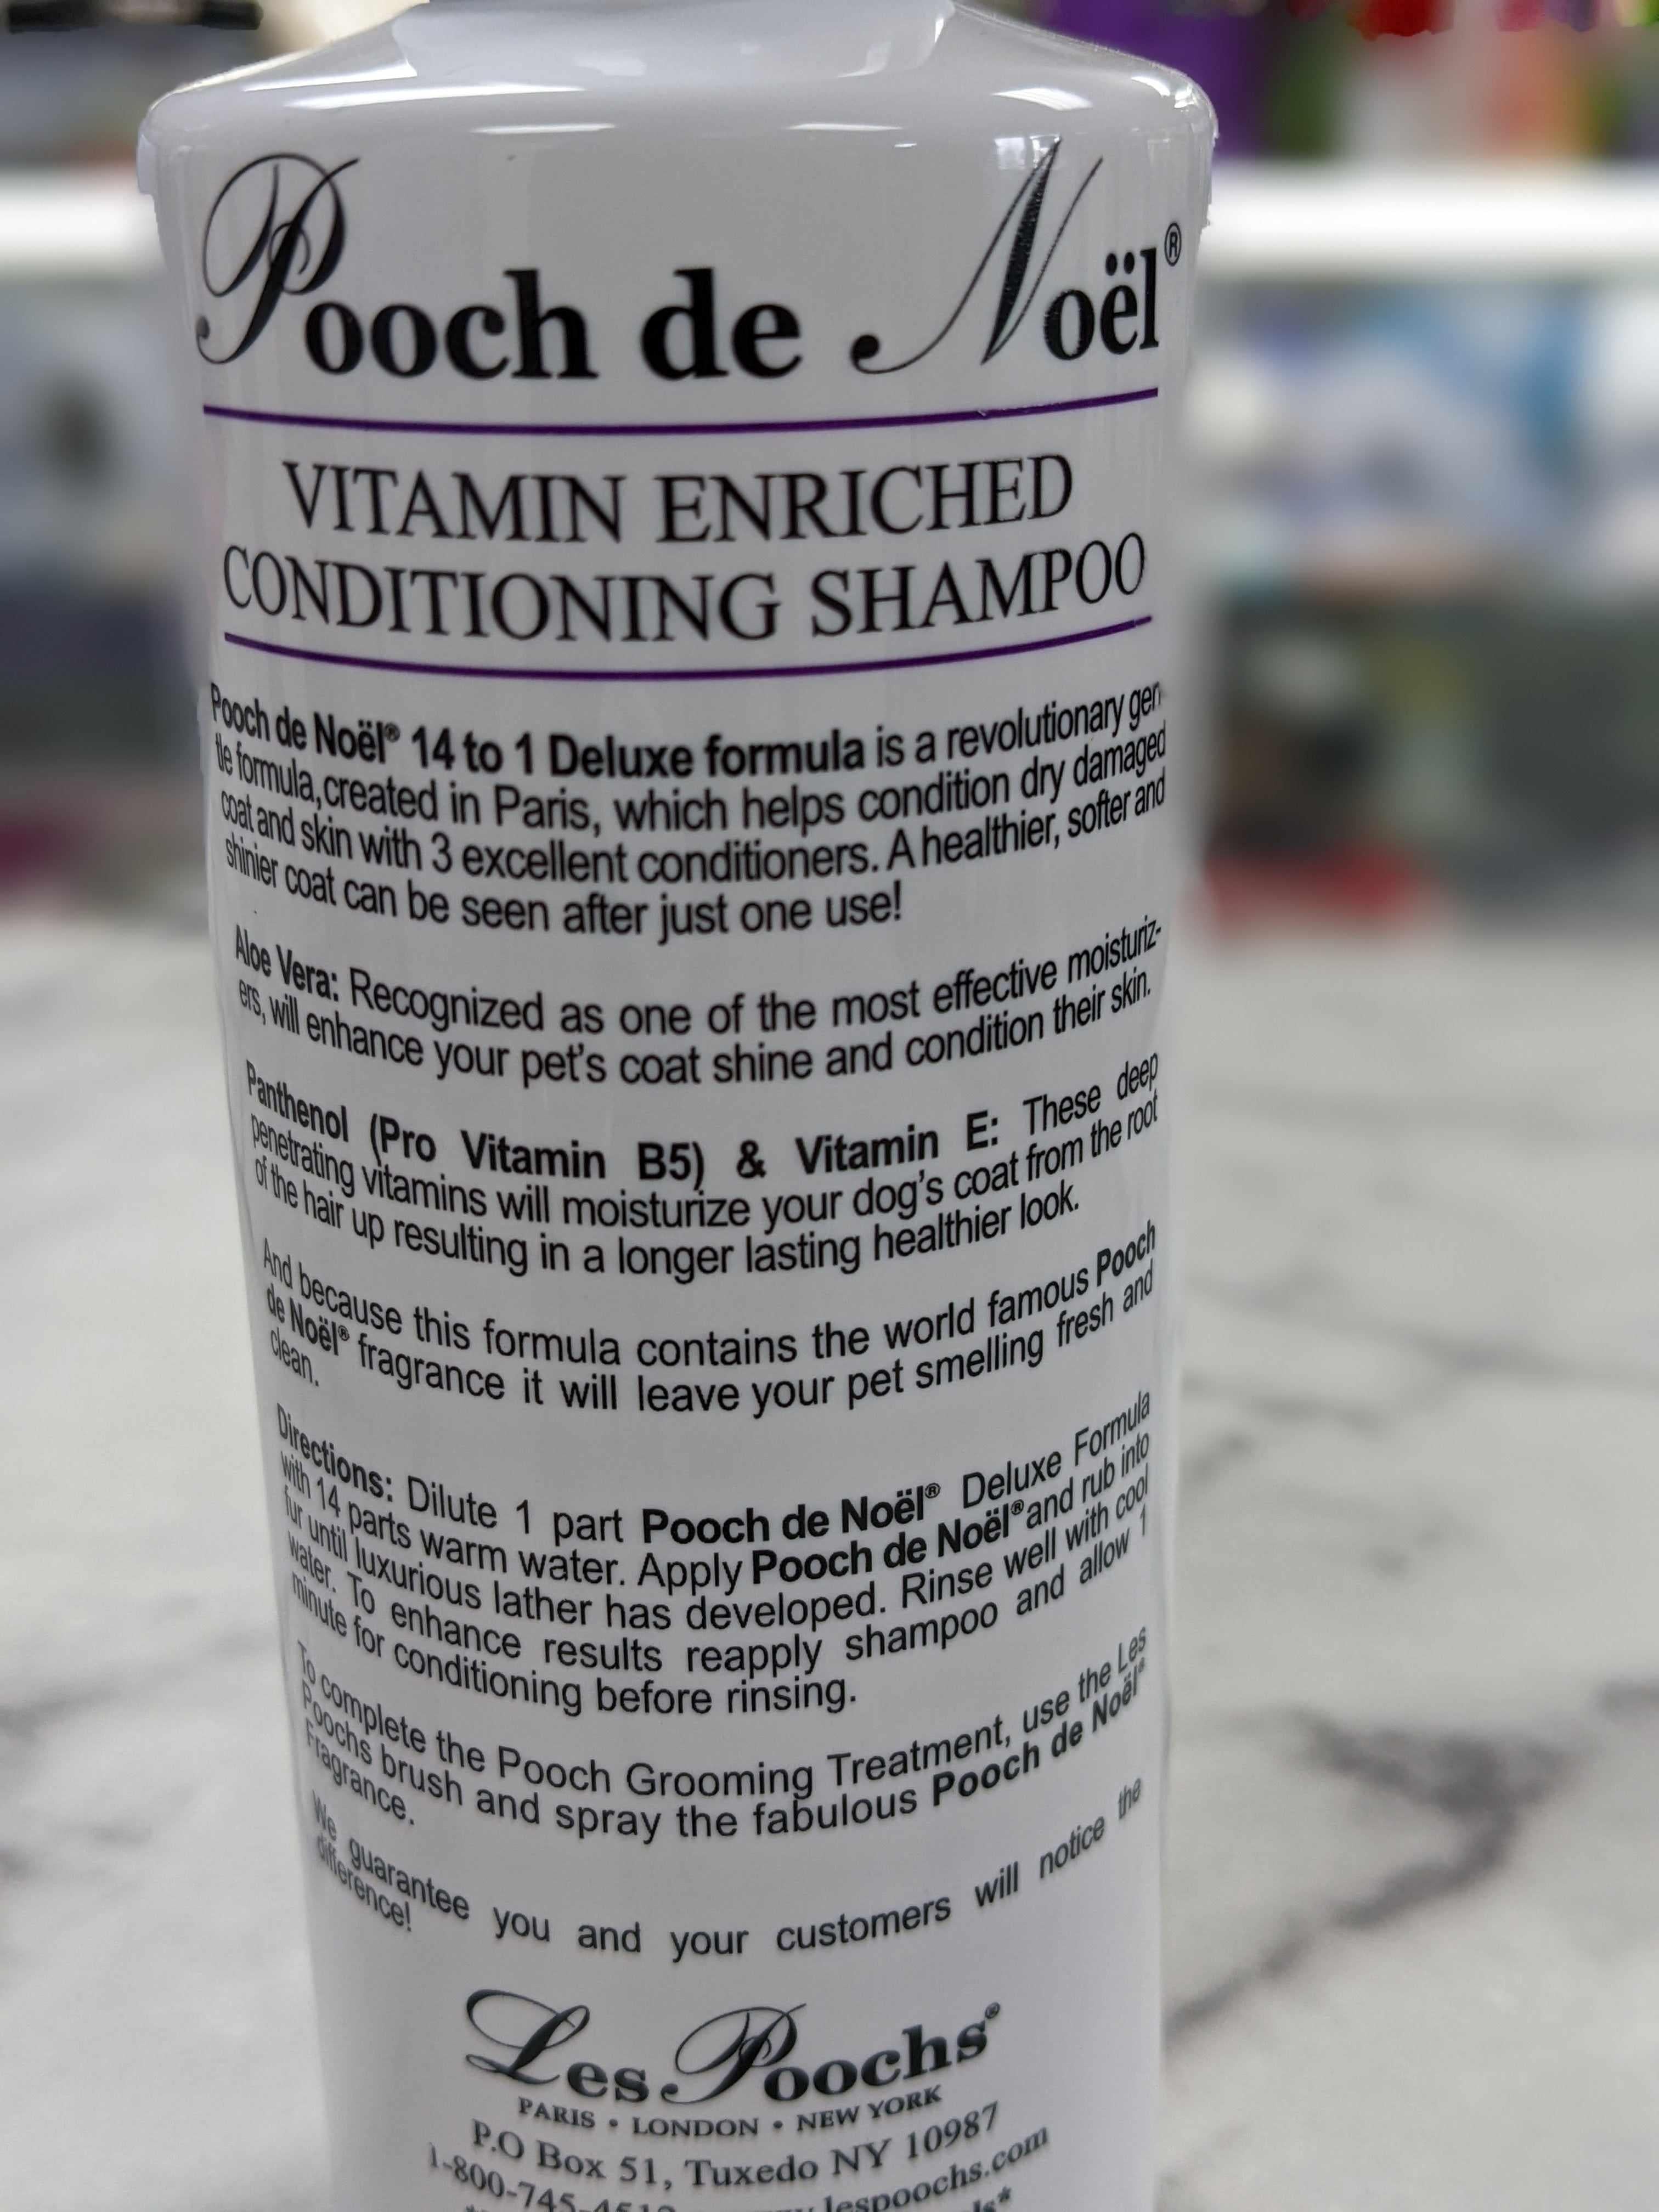 Pooch de Noël®
VITAMIN ENRICHED
CONDITIONING SHAMPOO
Pooch de Noël® 14 to 1 Deluxe formula is a revolutionary gen-
tle formula, created in Paris, which helps condition dry damaged
coat and skin with 3 excellent conditioners. A healthier, softer and
shinier coat can be seen after just one use!
Aloe Vera: Recognized as one of the most effective moisturiz-
ers, will enhance your pet's coat shine and condition their skin.
Panthenol (Pro Vitamin B5) & Vitamin E: These deep
penetrating vitamins will moisturize your dog's coat from the root
of the hair up resulting in a longer lasting healthier look.
And because this formula contains the world famous Pooch
de Noël® fragrance it will leave your pet smelling fresh and
clean.
Directions: Dilute 1 part Pooch de Noël® Deluxe Formula
with 14 parts warm water. Apply Pooch de Noël® and rub into
fur until luxurious lather has developed. Rinse well with cool
water. To enhance results reapply shampoo and allow 1
minute for conditioning before rinsing.
To complete the Pooch Grooming Treatment, use the Les
Poochs brush and spray the fabulous Pooch de Noël®
Fragrance.
We guarantee you and your customers will notice the
difference!
Les Poochs®
PARIS • LONDON • NEW YORK
P.O Box 51, Tuxedo NY 10987
1-800-745-4512 lespoochs.com